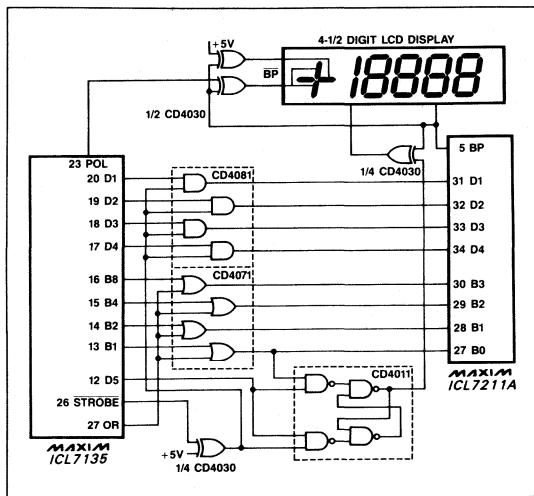 4-1/2 DIGIT LCD DISPLAY
+5V
BP
+18888
1/2 CD4030
1/4 CD4030
5 BP
23 POL
20 D1
CD4081
31 D1
19 D2
32 D2
18 D3
33 D3
17 D4
34 D4
CD4071
16 B8
30 B3
15 B4
29 B2
14 B2
28 B1
13 B1
27 B0
12 D5
CD4011
MAXIM
ICL7211A
26 STROBE
27 OR
MAXIM
ICL7135
+5V
1/4 CD4030